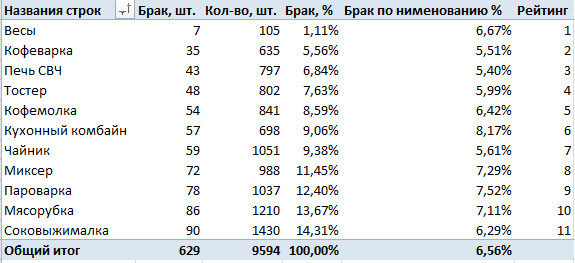 Названия строк Брак, шт. Кол-во, шт. Брак, % Брак по нименованию % Рейтинг
Весы 7 105 1,11% 6,67% 1
Кофеварка 35 635 5,56% 5,51% 2
Печь СВЧ 43 797 6,84% 5,40% 3
Тостер 48 802 7,63% 5,99% 4
Кофемолка 54 841 8,59% 6,42% 5
Кухонный комбайн 57 698 9,06% 8,17% 6
Чайник 59 1051 9,38% 5,61% 7
Миксер 72 988 11,45% 7,29% 8
Пароварка 78 1037 12,40% 7,52% 9
Мясорубка 86 1210 13,67% 7,11% 10
Соковыжималка 90 1430 14,31% 6,29% 11
Общий итог 629 9594 100,00% 6,56%